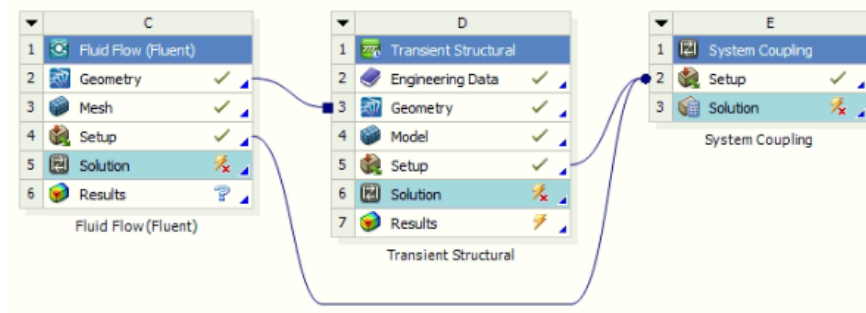 C
1 Fluid Flow (Fluent)
2 Geometry
3 Mesh
4 Setup
5 Solution
6 Results
Fluid Flow (Fluent)
D
1 Transient Structural
2 Engineering Data
3 Geometry
4 Model
5 Setup
6 Solution
7 Results
Transient Structural
E
1 System Coupling
2 Setup
3 Solution
System Coupling